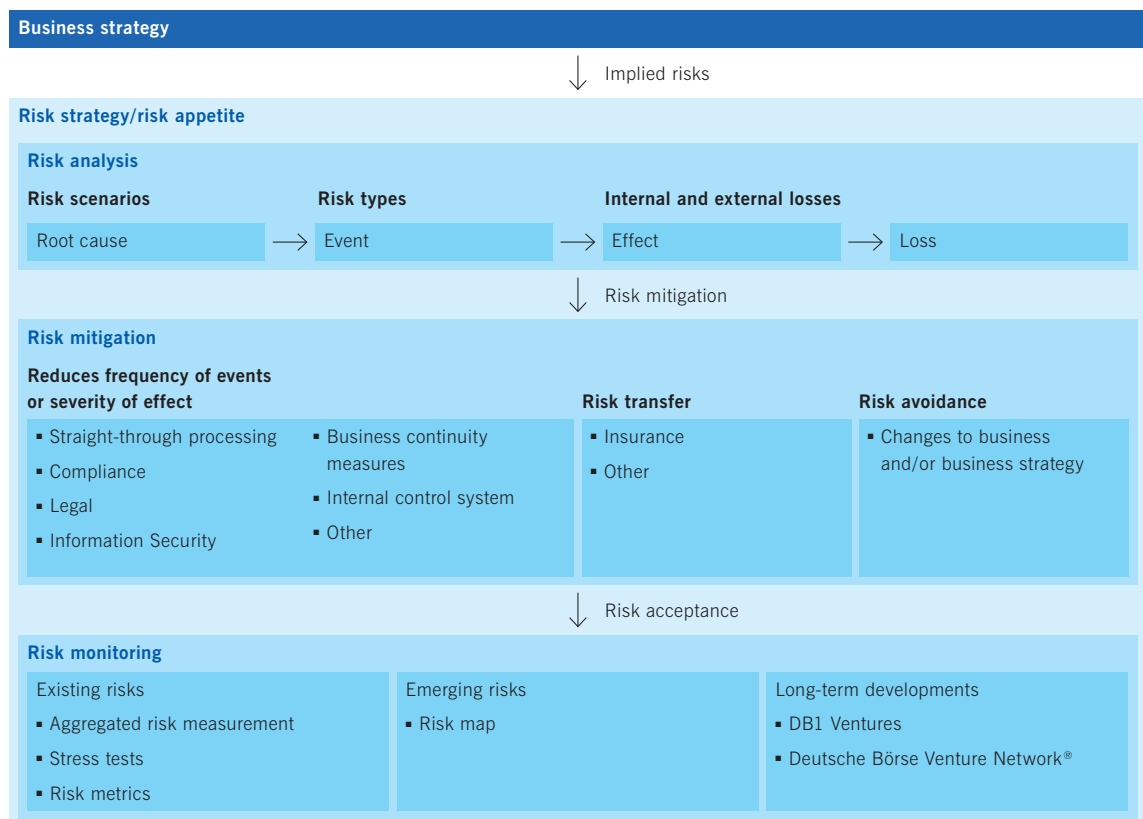 Business strategy
Implied risks
Risk strategy/risk appetite
Risk analysis
Risk scenarios
Risk types
Internal and external losses
Root cause
Event
Effect
Loss
Risk mitigation
Risk mitigation
Reduces frequency of events
or severity of effect
▪ Straight-through processing
▪ Compliance
▪ Legal
▪ Information Security
▪ Business continuity
measures
▪ Internal control system
▪ Other
Risk transfer
▪ Insurance
▪ Other
Risk avoidance
▪ Changes to business
and/or business strategy
Risk acceptance
Risk monitoring
Existing risks
▪ Aggregated risk measurement
▪ Stress tests
▪ Risk metrics
Emerging risks
▪ Risk map
Long-term developments
▪ DB1 Ventures
▪ Deutsche Börse Venture Network®